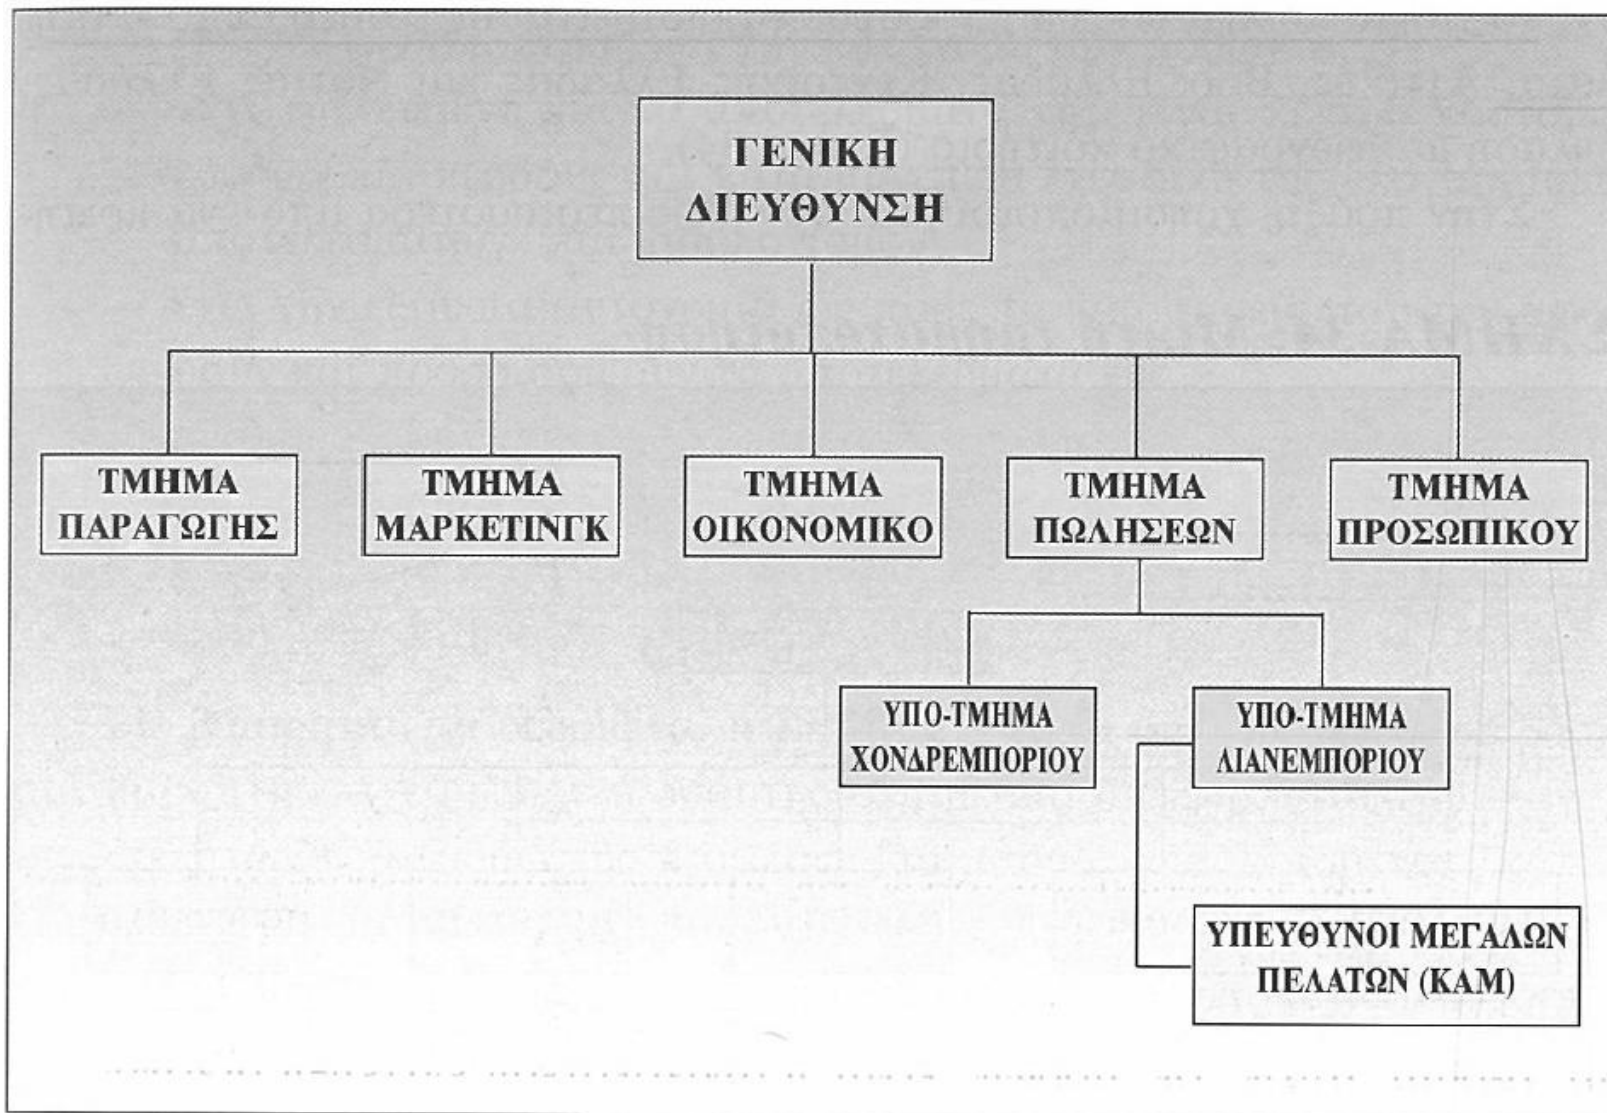 ΓΕΝΙΚΗ
ΔΙΕΥΘΥΝΣΗ
ΤΜΗΜΑ
ΠΑΡΑΓΩΓΗΣ
ΤΜΗΜΑ
ΜΑΡΚΕΤΙΝΓΚ
ΤΜΗΜΑ
ΟΙΚΟΝΟΜΙΚΟ
ΤΜΗΜΑ
ΠΩΛΗΣΕΩΝ
ΤΜΗΜΑ
ΠΡΟΣΩΠΙΚΟΥ
ΥΠΟ-ΤΜΗΜΑ
ΧΟΝΔΡΕΜΠΟΡΙΟΥ
ΥΠΟ-ΤΜΗΜΑ
ΛΙΑΝΕΜΠΟΡΙΟΥ
ΥΠΕΥΘΥΝΟΙ ΜΕΓΑΛΩΝ
ΠΕΛΑΤΩΝ (ΚΑΜ)